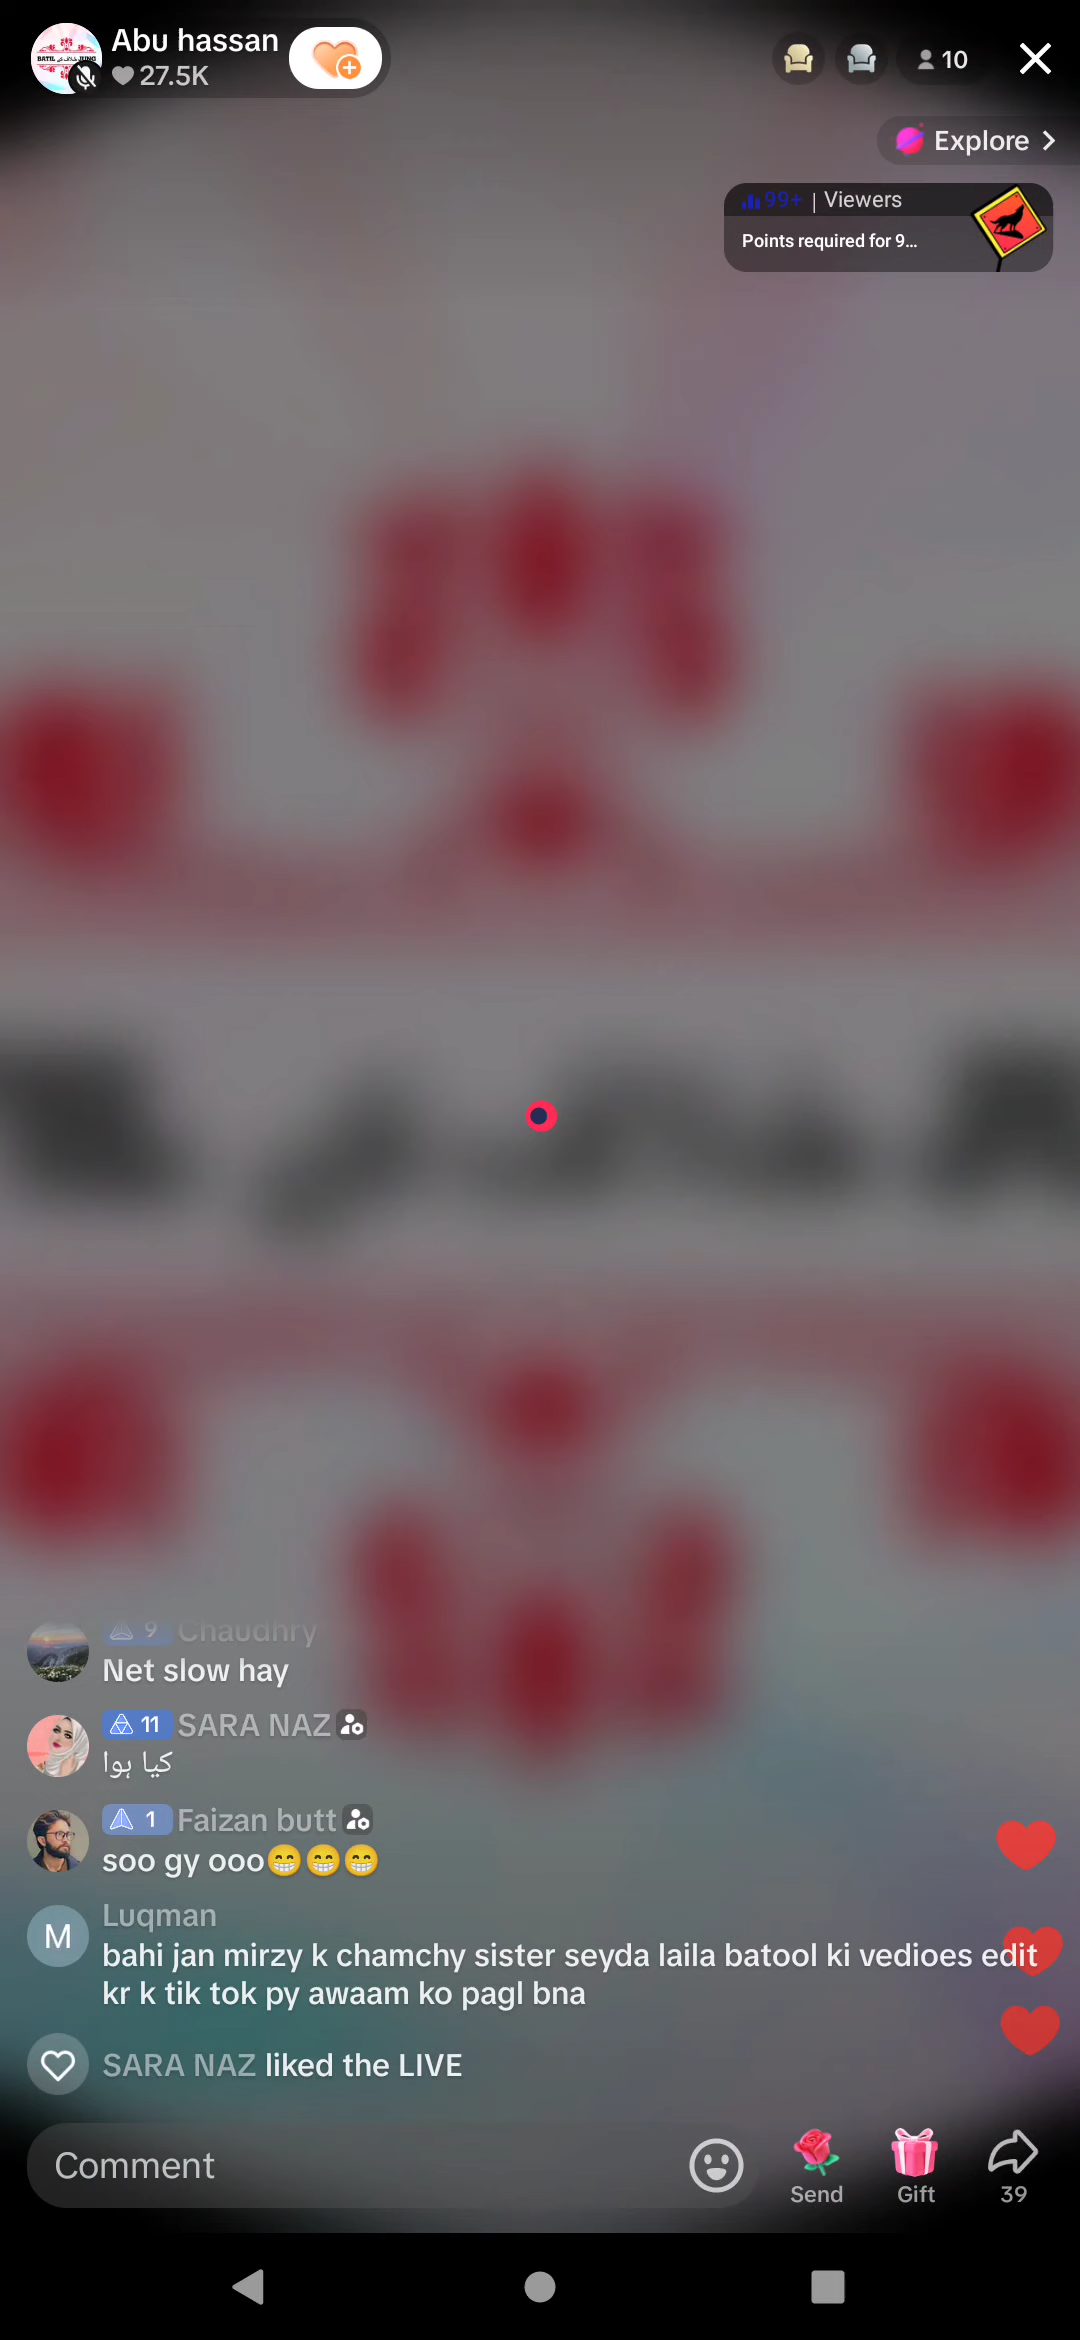 Abu hassan
27.5K
10
Explore
99+ | Viewers
Points required for 9...
9 Chaudhry
Net slow hay
11 SARA NAZ
کیا ہوا
1 Faizan butt
soo gy ooo😁😁😁
Luqman
M
bahi jan mirzy k chamchy sister seyda laila batool ki vedioes edit
kr k tik tok py awaam ko pagl bna
SARA NAZ liked the LIVE
Comment
Send
Gift
39